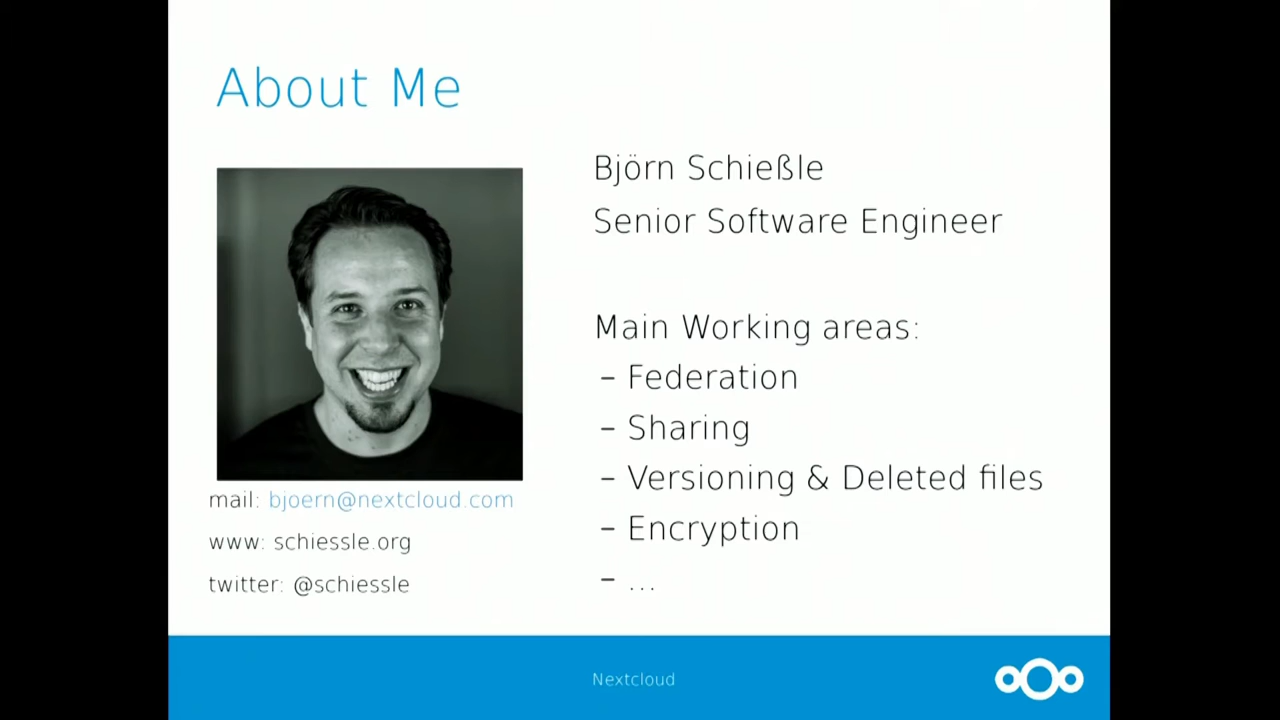 About Me
Björn Schießle
Senior Software Engineer
Main Working areas:
– Federation
– Sharing
– Versioning & Deleted files
– Encryption
– ...
mail: bjoern@nextcloud.com
www: schiessle.org
twitter: @schiessle
Nextcloud